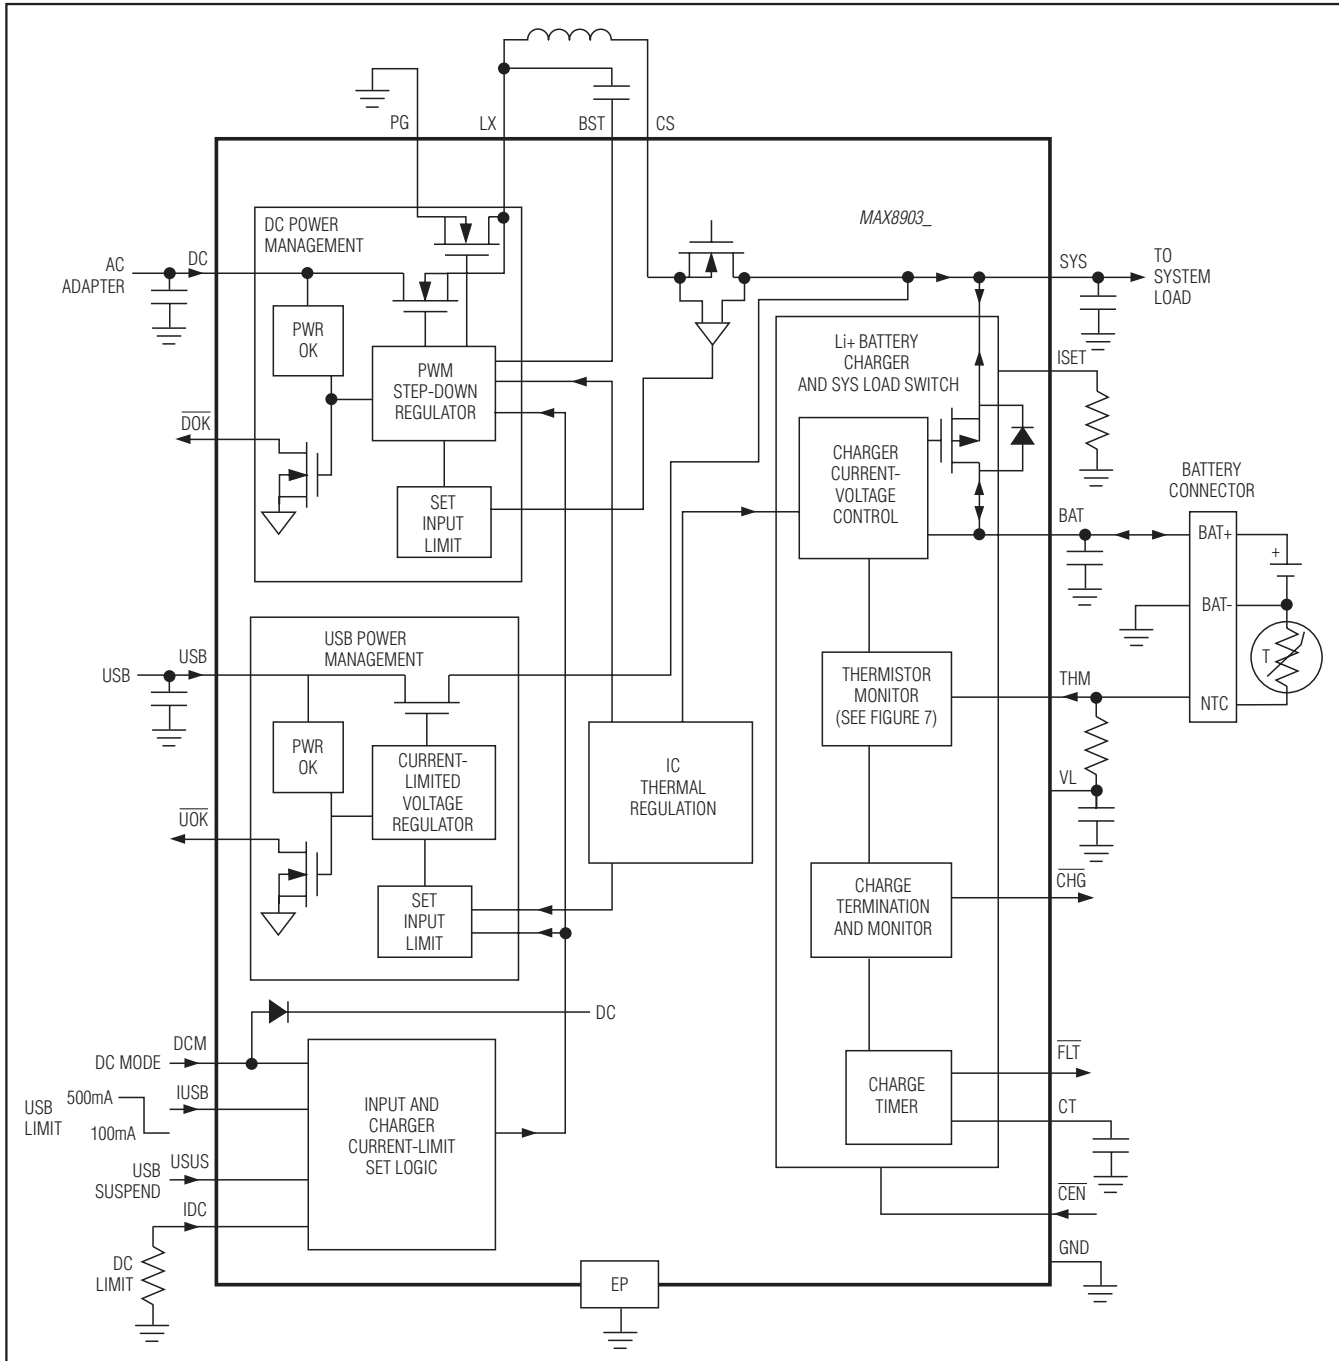 PG
LX
BST
CS
MAX8903_
DC POWER
MANAGEMENT
AC
ADAPTER
DC
PWR
OK
PWM
STEP-DOWN
REGULATOR
DOK
SET
INPUT
LIMIT
SYS
TO
SYSTEM
LOAD
Li+ BATTERY
CHARGER
AND SYS LOAD SWITCH
ISET
CHARGER
CURRENT-
VOLTAGE
CONTROL
BATTERY
CONNECTOR
BAT
BAT+
+
BAT-
T
NTC
USB POWER
MANAGEMENT
USB
USB
PWR
OK
CURRENT-
LIMITED
VOLTAGE
REGULATOR
UOK
SET
INPUT
LIMIT
IC
THERMAL
REGULATION
THERMISTOR
MONITOR
(SEE FIGURE 7)
THM
VL
CHARGE
TERMINATION
AND MONITOR
CHG
DC
DCM
DC MODE
USB
LIMIT
500mA
100mA
IUSB
USB
SUSPEND
USUS
IDC
DC
LIMIT
INPUT AND
CHARGER
CURRENT-LIMIT
SET LOGIC
CHARGE
TIMER
FLT
CT
CEN
GND
EP